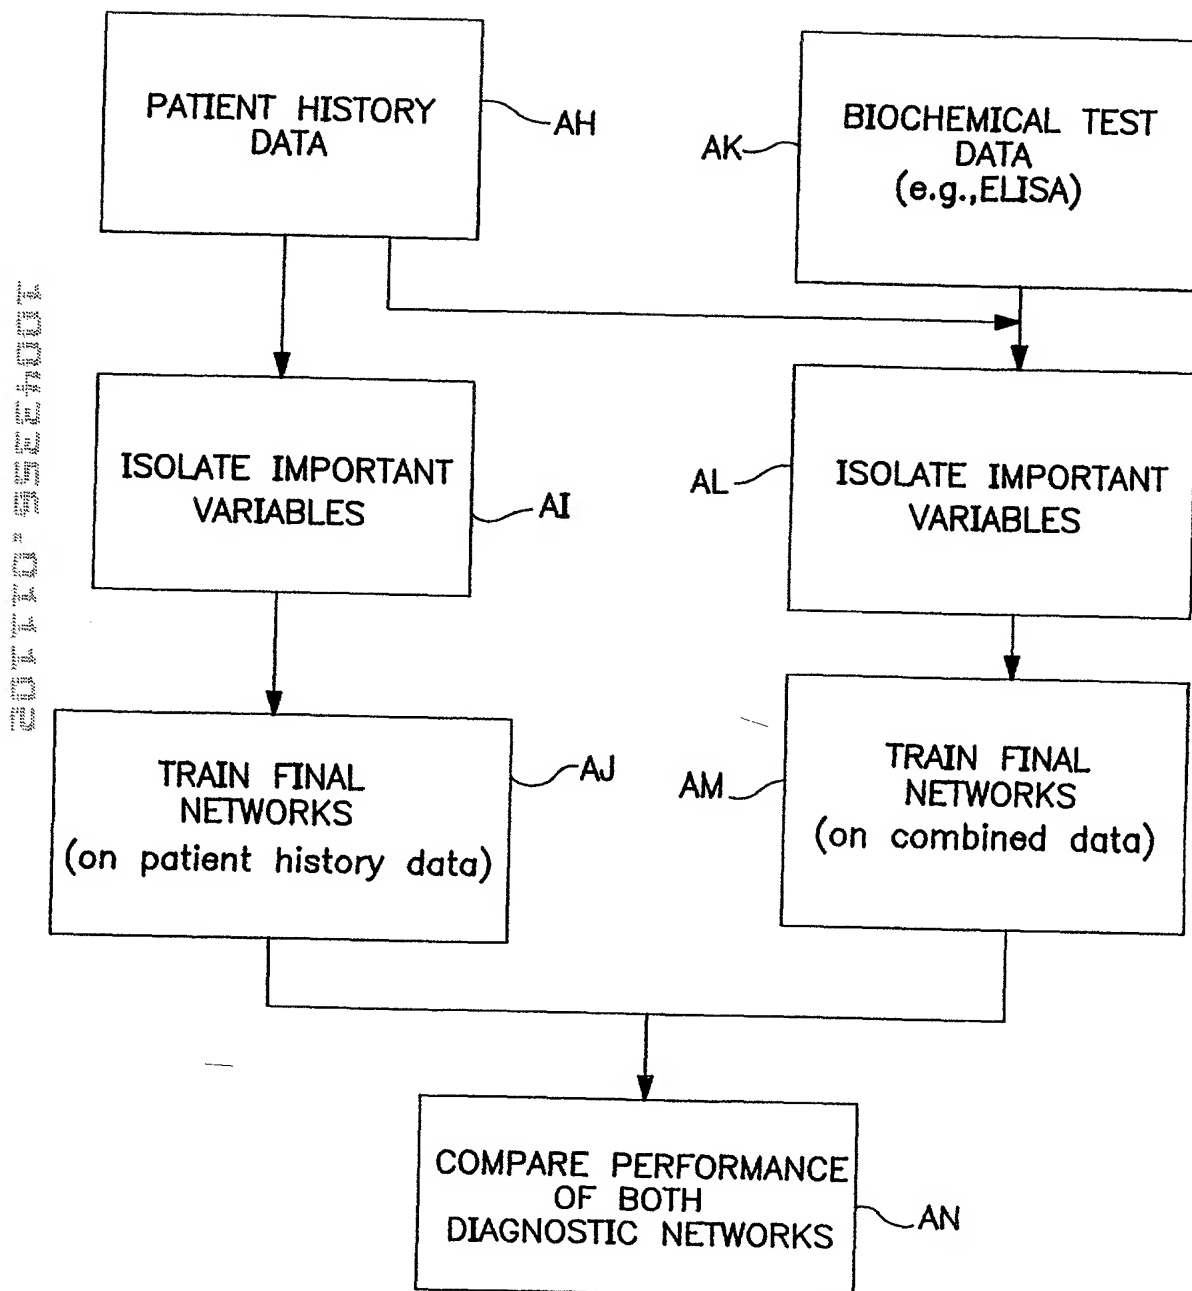 PATIENT HISTORY
DATA
AH
BIOCHEMICAL TEST
DATA
(e.g.,ELISA)
AK
ISOLATE IMPORTANT
VARIABLES
AI
ISOLATE IMPORTANT
VARIABLES
AL
TRAIN FINAL
NETWORKS
(on patient history data)
AJ
TRAIN FINAL
NETWORKS
(on combined data)
AM
COMPARE PERFORMANCE
OF BOTH
DIAGNOSTIC NETWORKS
AN
10043355.011102